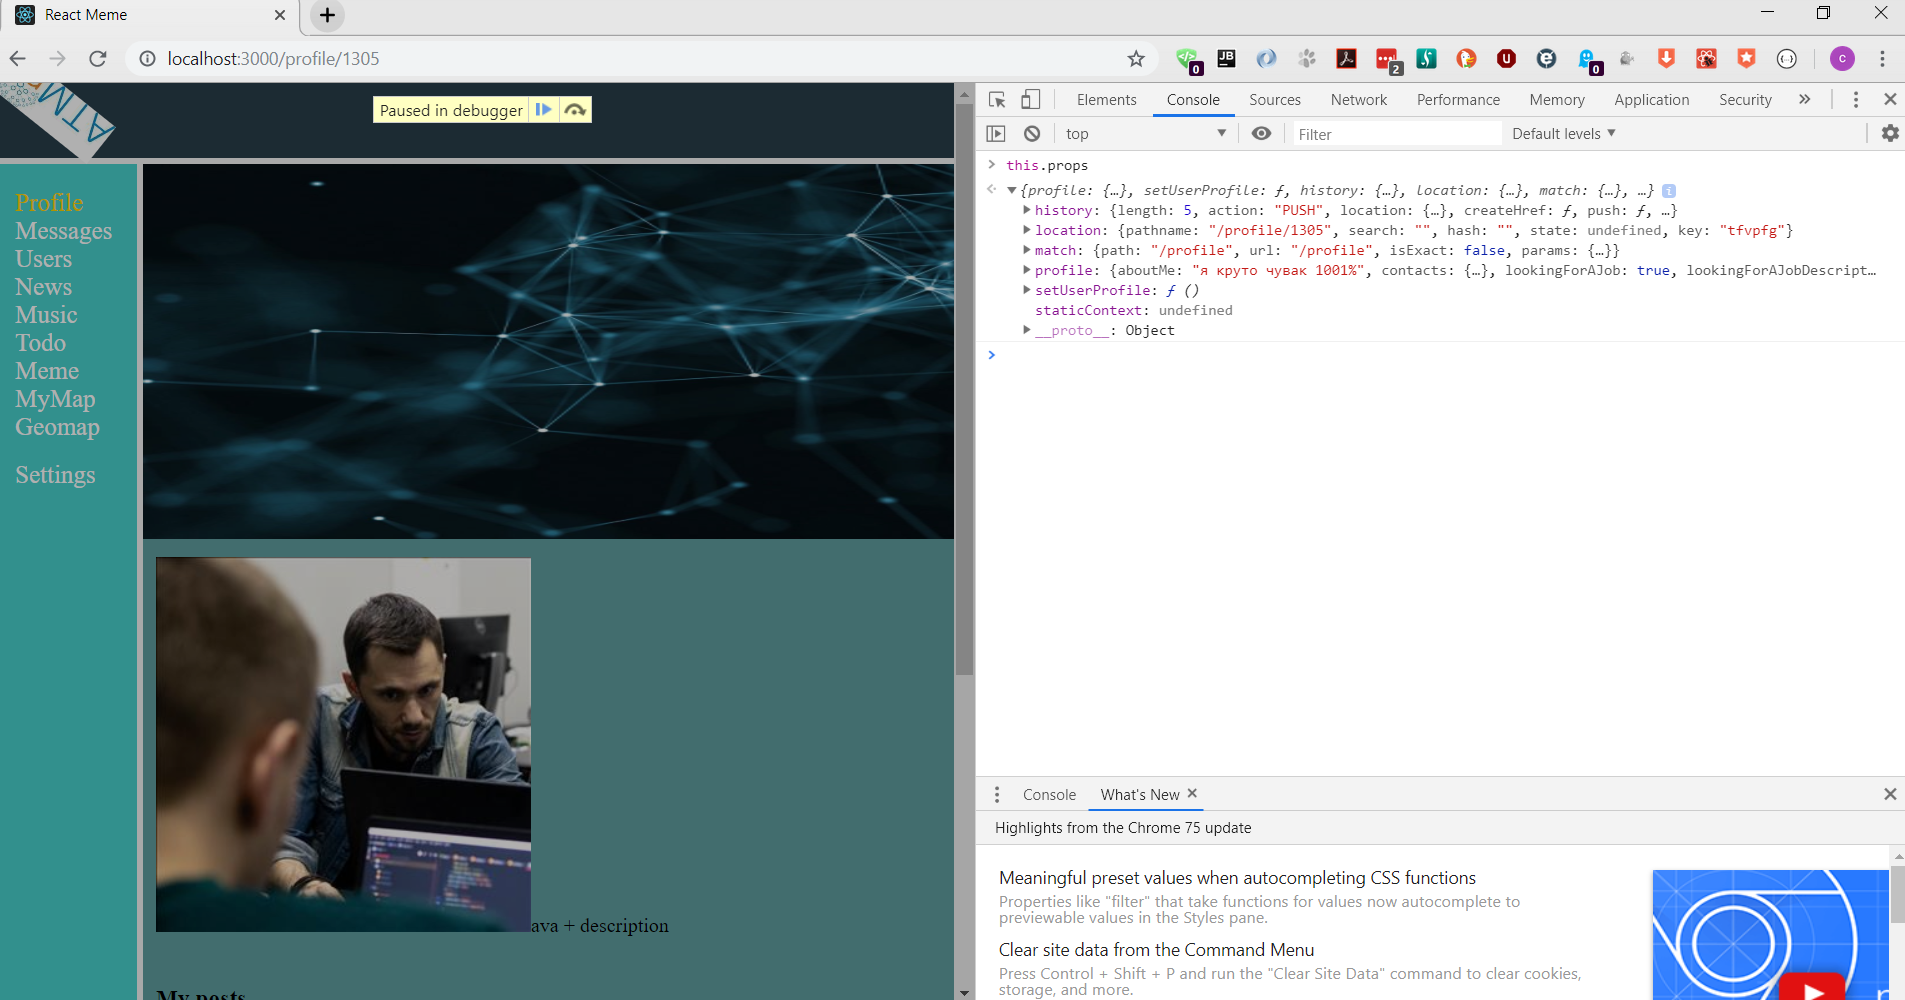 React Meme
localhost:3000/profile/1305
JB
0
2
0
c
ATM
Paused in debugger
Profile
Messages
Users
News
Music
Todo
Meme
MyMap
Geomap
Settings
ava + description
My posts
Elements Console Sources Network Performance Memory Application Security
top Filter Default levels
this.props
{profile: {…}, setUserProfile: ƒ, history: {…}, location: {…}, match: {…}, …}
history: {length: 5, action: "PUSH", location: {…}, createHref: ƒ, push: ƒ, …}
location: {pathname: "/profile/1305", search: "", hash: "", state: undefined, key: "tfvpfg"}
match: {path: "/profile", url: "/profile", isExact: false, params: {…}}
profile: {aboutMe: "я круто чувак 1001%", contacts: {…}, lookingForAJob: true, lookingForAJobDescript…
setUserProfile: ƒ ()
staticContext: undefined
__proto__: Object
Console What's New
Highlights from the Chrome 75 update
Meaningful preset values when autocompleting CSS functions
Properties like "filter" that take functions for values now autocomplete to
previewable values in the Styles pane.
Clear site data from the Command Menu
Press Control + Shift + P and run the "Clear Site Data" command to clear cookies,
storage, and more.